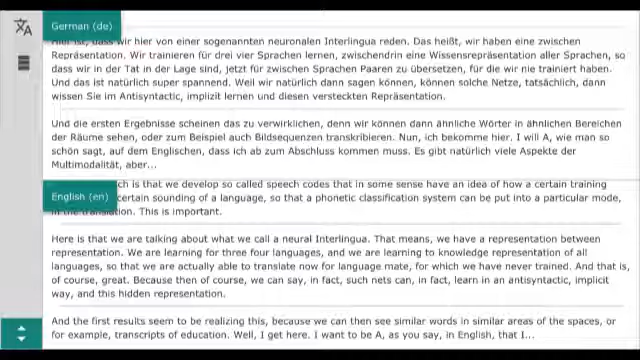 German (de)
Hier ist, dass wir hier von einer sogenannten neuronalen Interlingua reden. Das heißt, wir haben eine zwischen
Repräsentation. Wir trainieren für drei vier Sprachen lernen, zwischendrin eine Wissensrepräsentation aller Sprachen, so
dass wir in der Tat in der Lage sind, jetzt für zwischen Sprachen Paaren zu übersetzen, für die wir nie trainiert haben.
Und das ist natürlich super spannend. Weil wir natürlich dann sagen können, können solche Netze, tatsächlich, dann
wissen Sie im Antisyntactic, implizit lernen und diesen versteckten Repräsentation.
Und die ersten Ergebnisse scheinen das zu verwirklichen, denn wir können dann ähnliche Wörter in ähnlichen Bereichen
der Räume sehen, oder zum Beispiel auch Bildsequenzen transkribieren. Nun, ich bekomme hier. I will A, wie man so
schön sagt, auf dem Englischen, dass ich ab zum Abschluss kommen muss. Es gibt natürlich viele Aspekte der
Multimodalität, aber...
English (en)
is that we develop so called speech codes that in some sense have an idea of how a certain training
certain sounding of a language, so that a phonetic classification system can be put into a particular mode,
in the translation. This is important.
Here is that we are talking about what we call a neural Interlingua. That means, we have a representation between
representation. We are learning for three four languages, and we are learning to knowledge representation of all
languages, so that we are actually able to translate now for language mate, for which we have never trained. And that is,
of course, great. Because then of course, we can say, in fact, such nets can, in fact, learn in an antisyntactic, implicit
way, and this hidden representation.
And the first results seem to be realizing this, because we can then see similar words in similar areas of the spaces, or
for example, transcripts of education. Well, I get here. I want to be A, as you say, in English, that I...